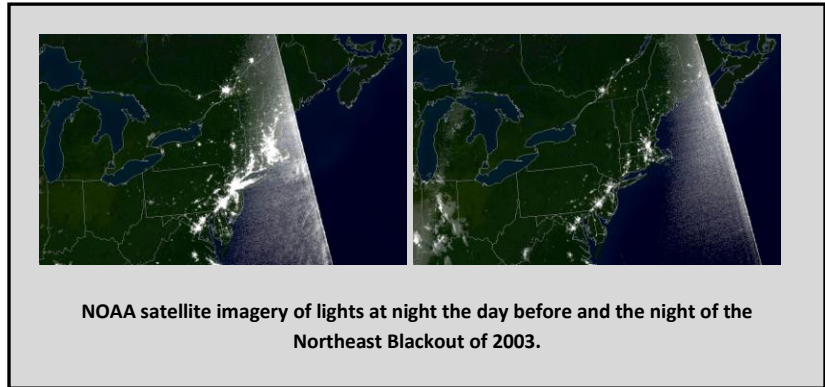 NOAA satellite imagery of lights at night the day before and the night of the
Northeast Blackout of 2003.